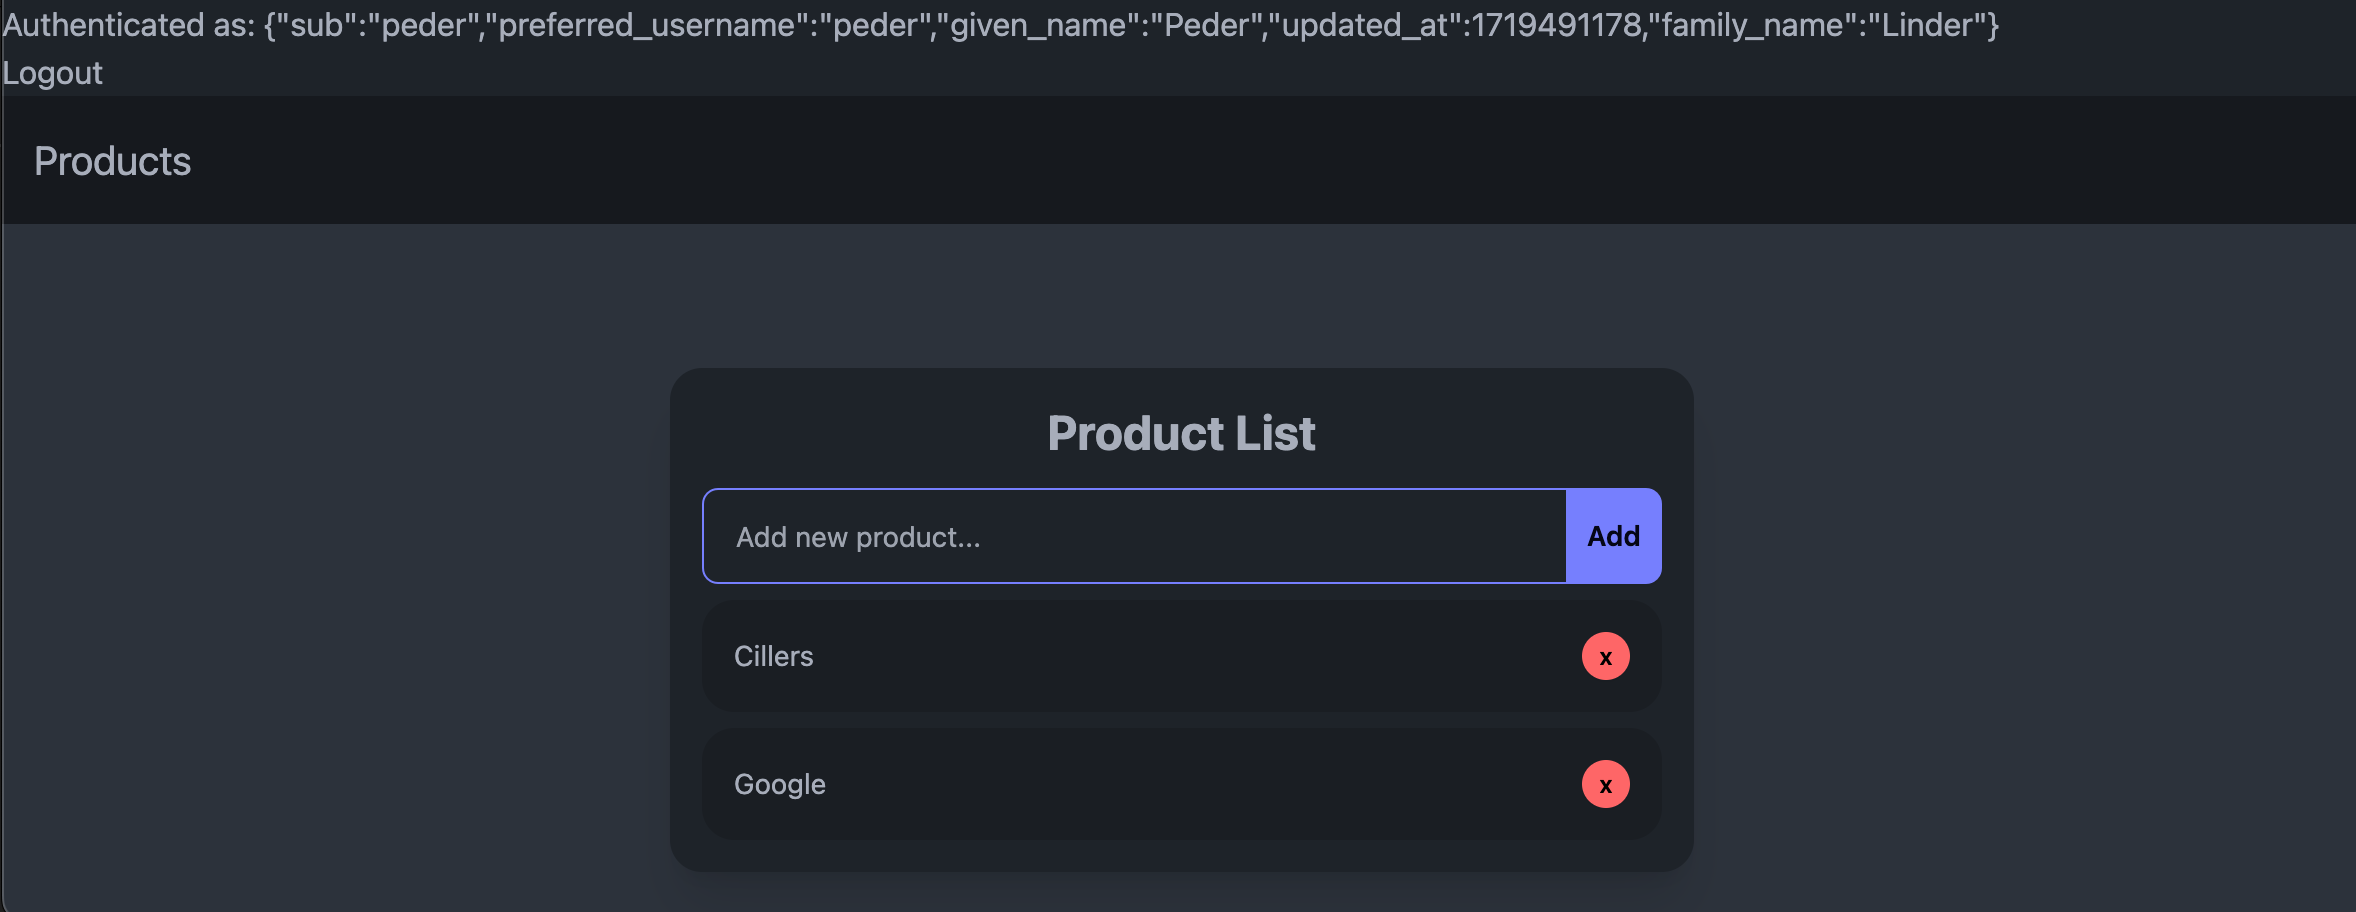 Authenticated as: {"sub":"peder","preferred_username":"peder","given_name":"Peder","updated_at":1719491178,"family_name":"Linder"}
Logout
Products
Product List
Add new product...
Add
Cillers
x
Google
x